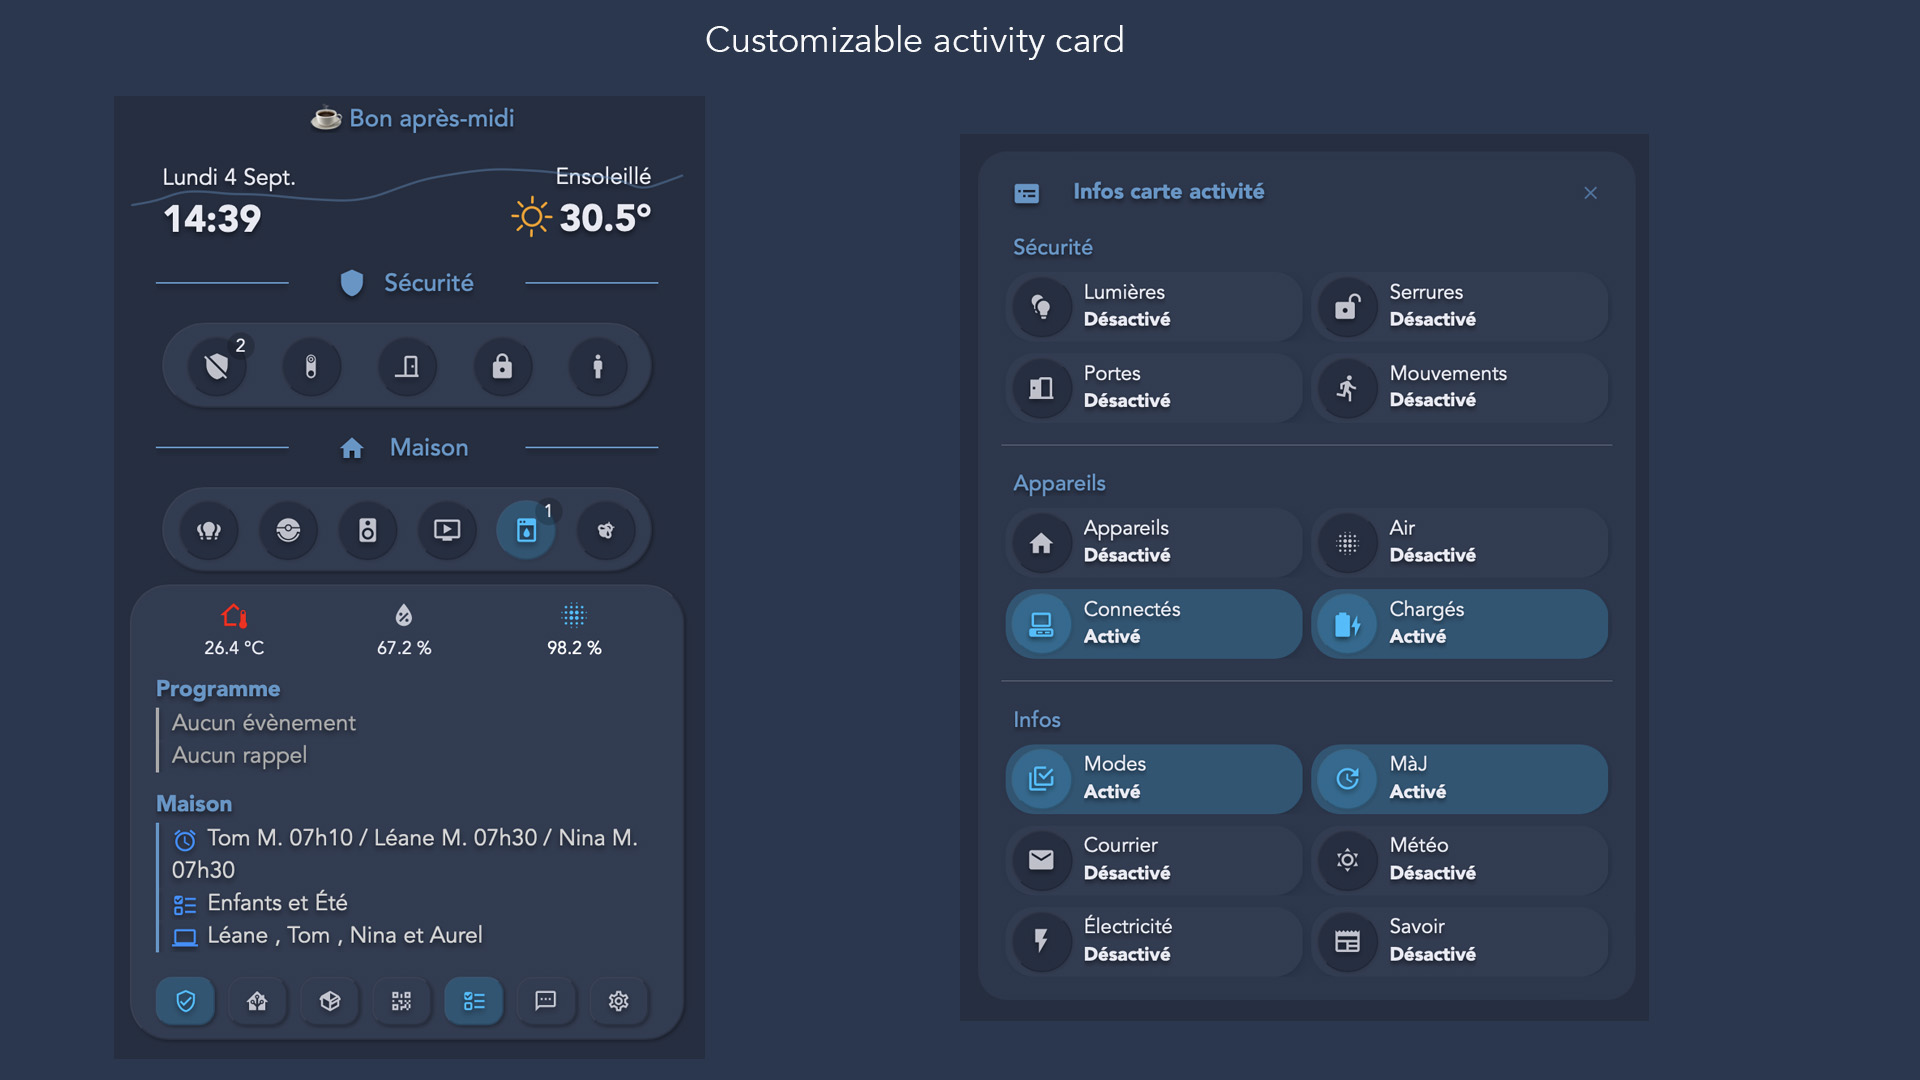 Customizable activity card
Bon après-midi
Lundi 4 Sept.
Ensoleillé
14:39
30.5°
Sécurité
2
Maison
1
26.4 °C
67.2 %
98.2 %
Programme
Aucun évènement
Aucun rappel
Maison
Tom M. 07h10 / Léane M. 07h30 / Nina M.
07h30
Enfants et Été
Léane , Tom , Nina et Aurel
Infos carte activité
Sécurité
Lumières
Désactivé
Serrures
Désactivé
Portes
Désactivé
Mouvements
Désactivé
Appareils
Appareils
Désactivé
Air
Désactivé
Connectés
Activé
Chargés
Activé
Infos
Modes
Activé
MàJ
Activé
Courrier
Désactivé
Météo
Désactivé
Électricité
Désactivé
Savoir
Désactivé